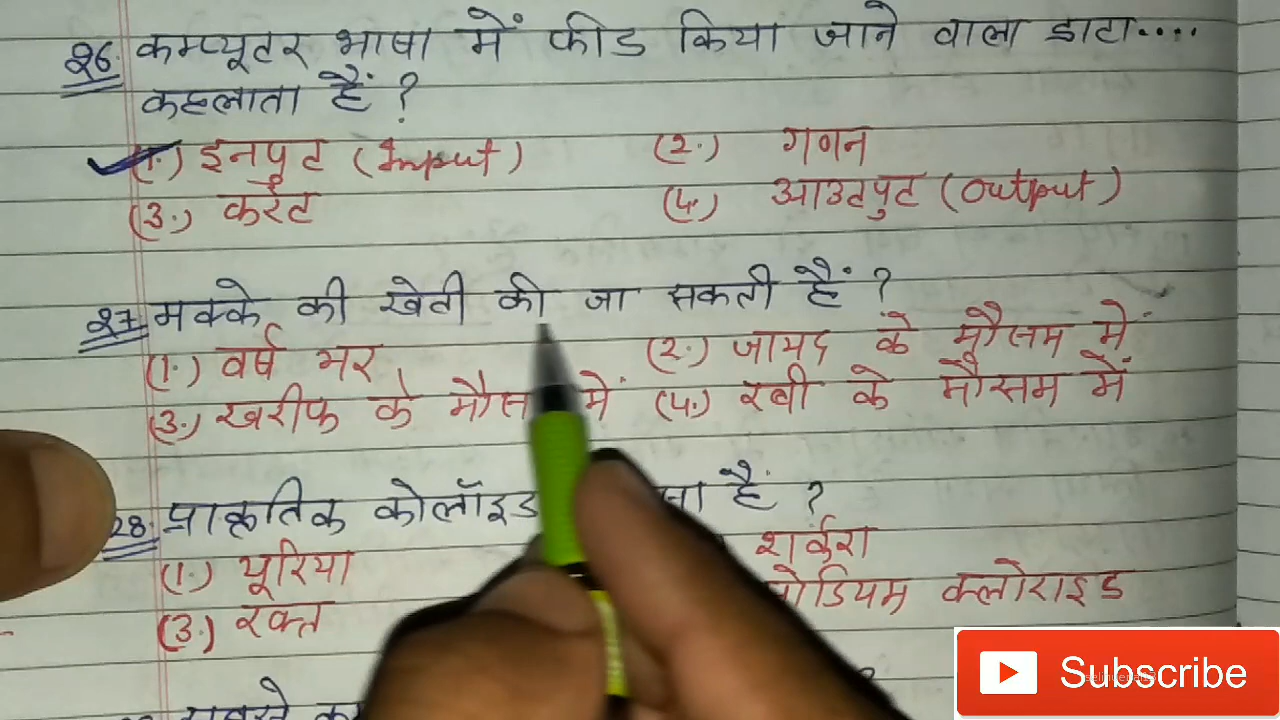 26. कम्प्यूटर भाषा में फीड किया जाने वाला डाटा....
कहलाता हैं ?
(1.) इनपुट (Input) (2.) गणन
(3.) करंट (4.) आउटपुट (output)
27. मक्के की खेती की जा सकती हैं ?
(1.) वर्ष भर (2.) जायद के मौसम में
(3.) खरीफ के मौसम में (4.) रबी के मौसम में
28. प्राकृतिक कोलॉइड हैं ?
(1.) यूरिया शर्करा
(3.) रक्त सोडियम क्लोराइड
सबसे
Subscribe